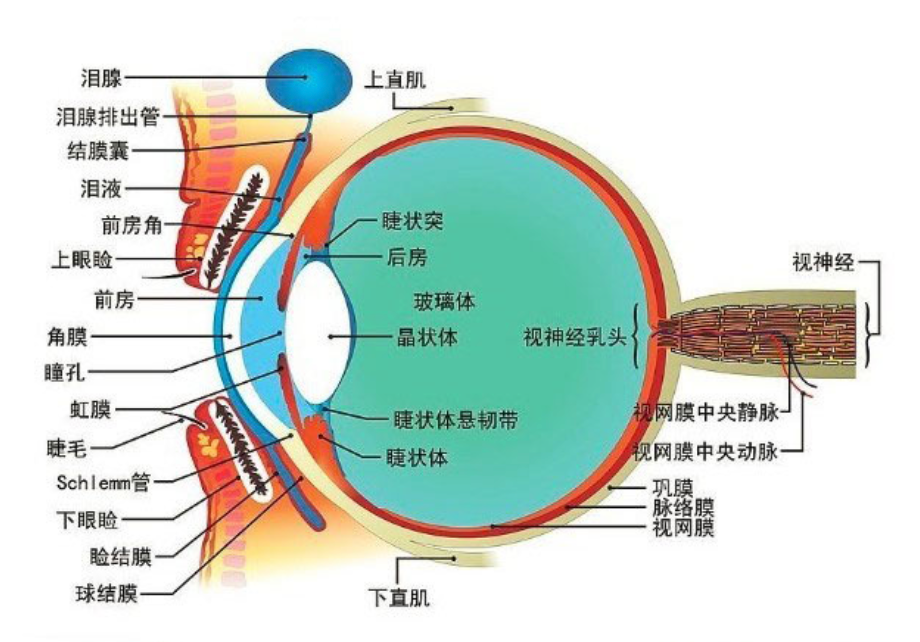 泪腺
泪腺排出管
结膜囊
泪液
前房角
上眼睑
前房
角膜
瞳孔
虹膜
睫毛
Schlemm管
下眼睑
睑结膜
球结膜
上直肌
睫状突
后房
玻璃体
晶状体
视神经乳头
睫状体悬韧带
睫状体
下直肌
视神经
视网膜中央静脉
视网膜中央动脉
巩膜
脉络膜
视网膜